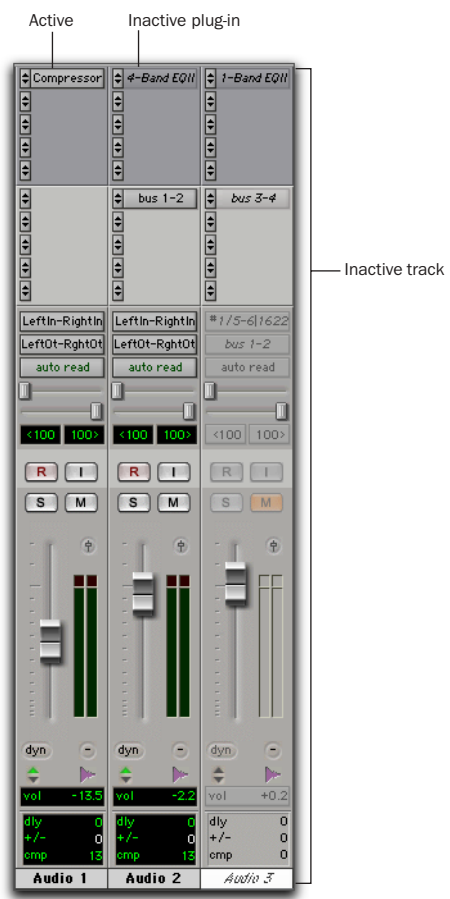 Active Inactive plug-in
Compressor 4-Band EQII 1-Band EQII
bus 1-2 bus 3-4
Inactive track
LeftIn-RightIn LeftIn-RightIn #1/5-6|1622
LeftOt-RghtOt LeftOt-RghtOt bus 1-2
auto read auto read auto read
<100 100> <100 100> <100 100>
R I R I R I
S M S M S M
dyn - dyn - dyn -
vol -13.5 vol -2.2 vol +0.2
dly 0 dly 0 dly 0
+/- 0 +/- 0 +/- 0
cmp 13 cmp 13 cmp 0
Audio 1 Audio 2 Audio 3